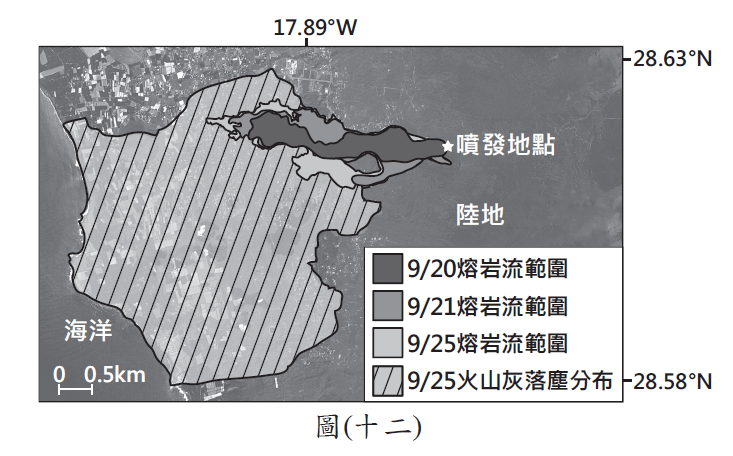 17.89°W
28.63°N
噴發地點
陸地
9/20熔岩流範圍
9/21熔岩流範圍
9/25熔岩流範圍
9/25火山灰落塵分布
海洋
0 0.5km
28.58°N
圖(十二)